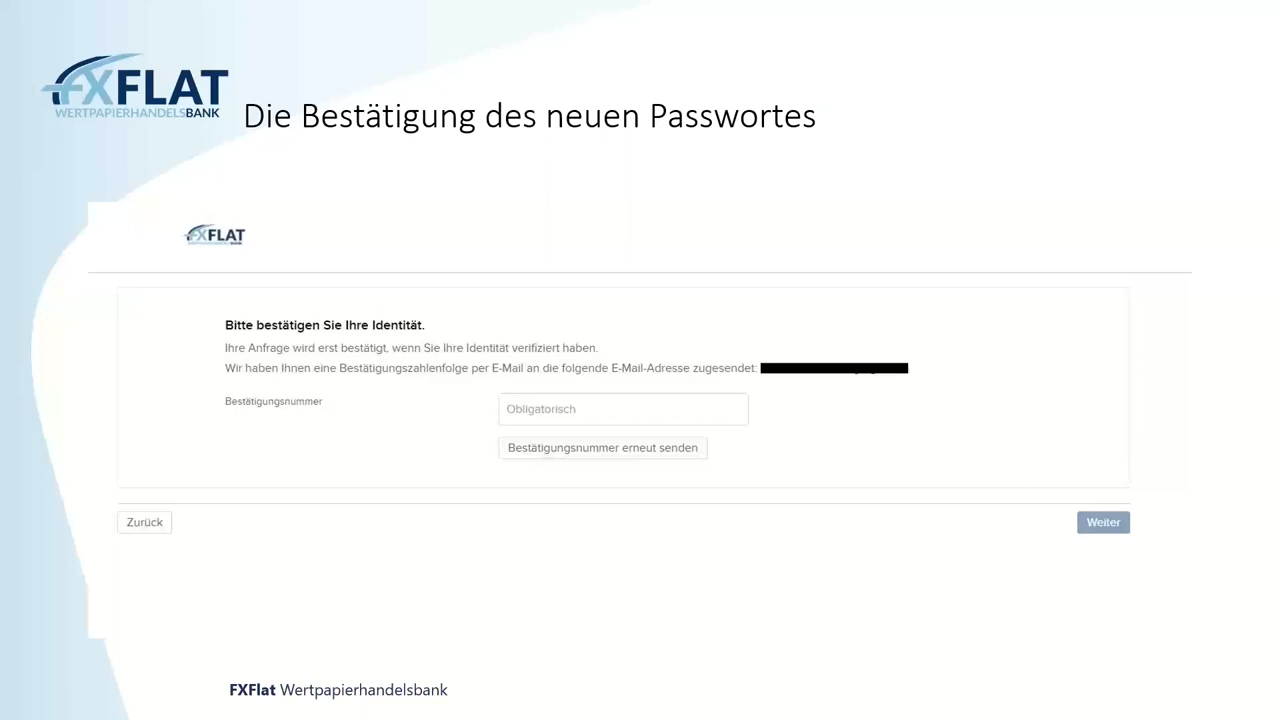 FXFLAT
WERTPAPIERHANDELSBANK
Die Bestätigung des neuen Passwortes
FXFLAT
Bitte bestätigen Sie Ihre Identität.
Ihre Anfrage wird erst bestätigt, wenn Sie Ihre Identität verifiziert haben.
Wir haben Ihnen eine Bestätigungszahlenfolge per E-Mail an die folgende E-Mail-Adresse zugesendet:
Bestätigungsnummer
Obligatorisch
Bestätigungsnummer erneut senden
Zurück
Weiter
FXFlat Wertpapierhandelsbank